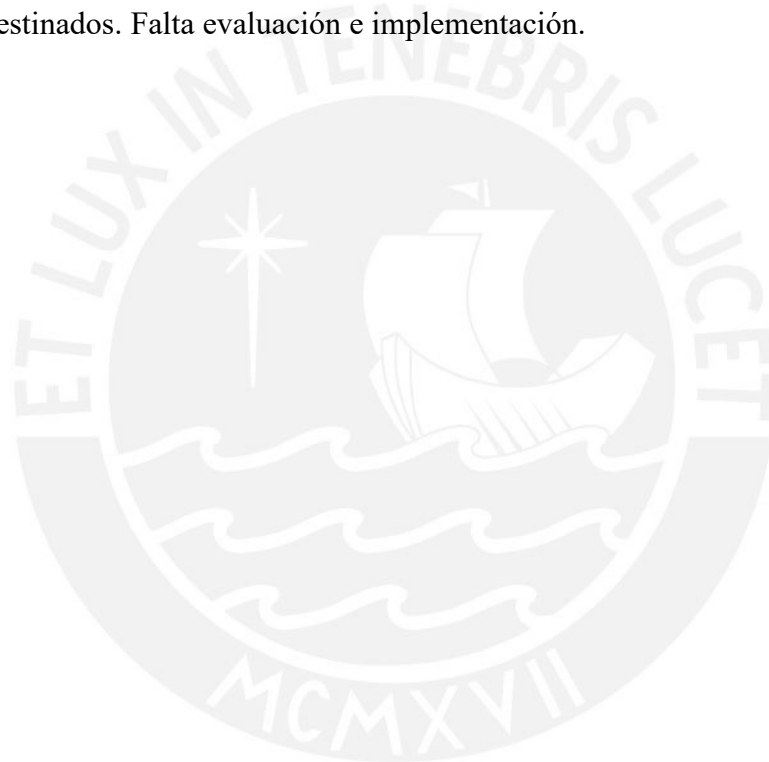 estinados. Falta evaluación e implementación.
ET LUX IN TENEBRIS LUCET
MCMXVII